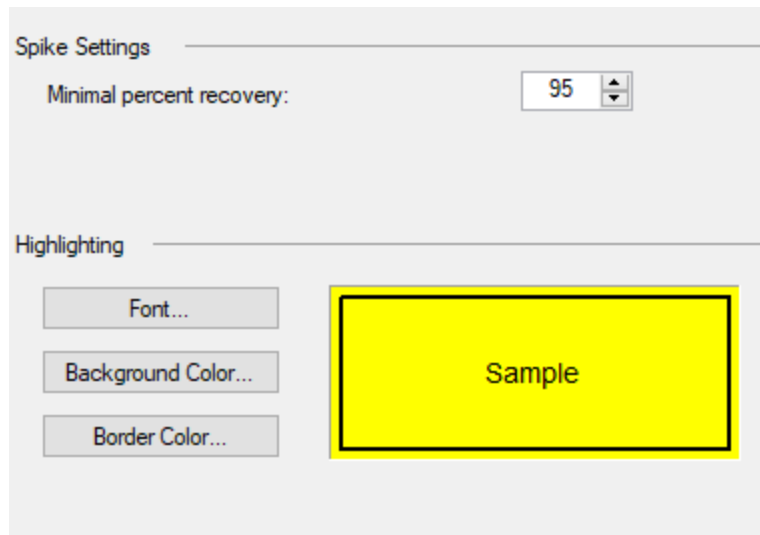 Spike Settings
Minimal percent recovery: 95
Highlighting
Font...
Background Color...
Border Color...
Sample